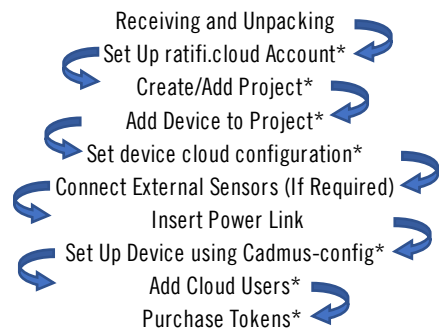 Receiving and Unpacking
Set Up ratifi.cloud Account*
Create/Add Project*
Add Device to Project*
Set device cloud configuration*
Connect External Sensors (If Required)
Insert Power Link
Set Up Device using Cadmus-config*
Add Cloud Users*
Purchase Tokens*